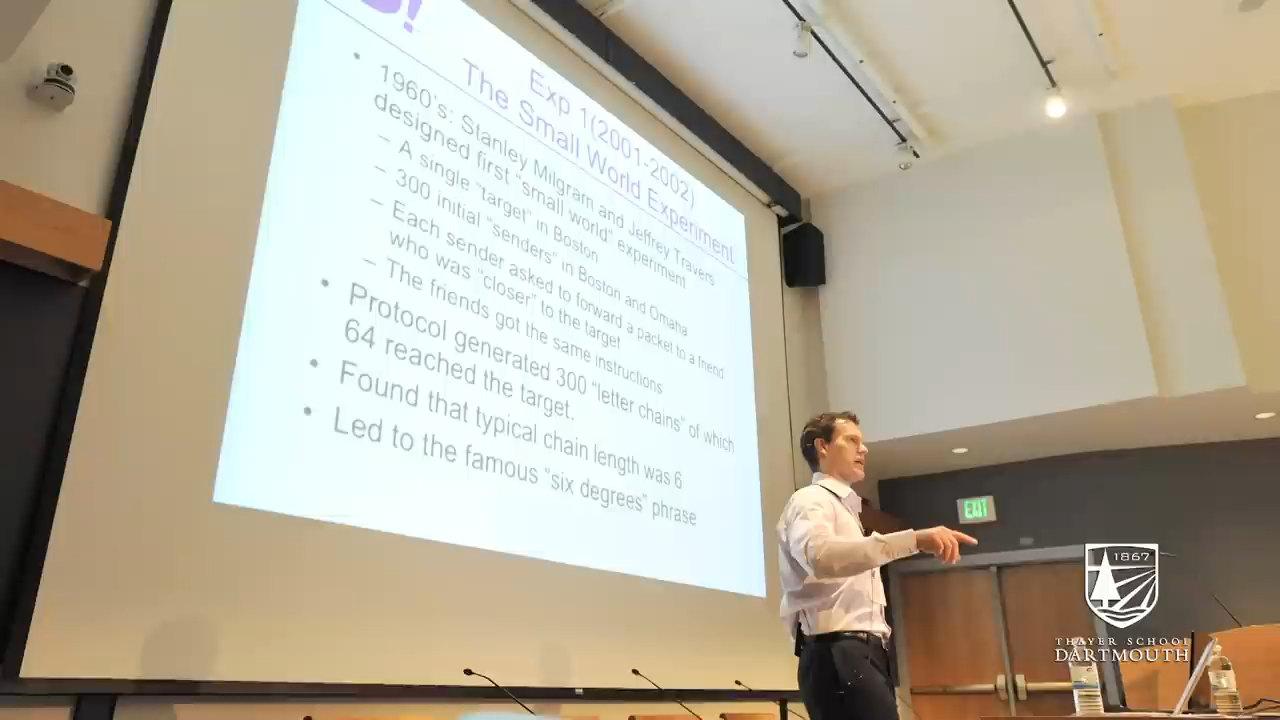 !
Exp 1(2001-2002)
The Small World Experiment
• 1960's: Stanley Milgram and Jeffrey Travers
designed first "small world" experiment
– A single "target" in Boston
– 300 initial "senders" in Boston and Omaha
– Each sender asked to forward a packet to a friend
who was "closer" to the target
– The friends got the same instructions
• Protocol generated 300 "letter chains" of which
64 reached the target.
• Found that typical chain length was 6
• Led to the famous "six degrees" phrase
EXIT
1867
THAYER SCHOOL
DARTMOUTH